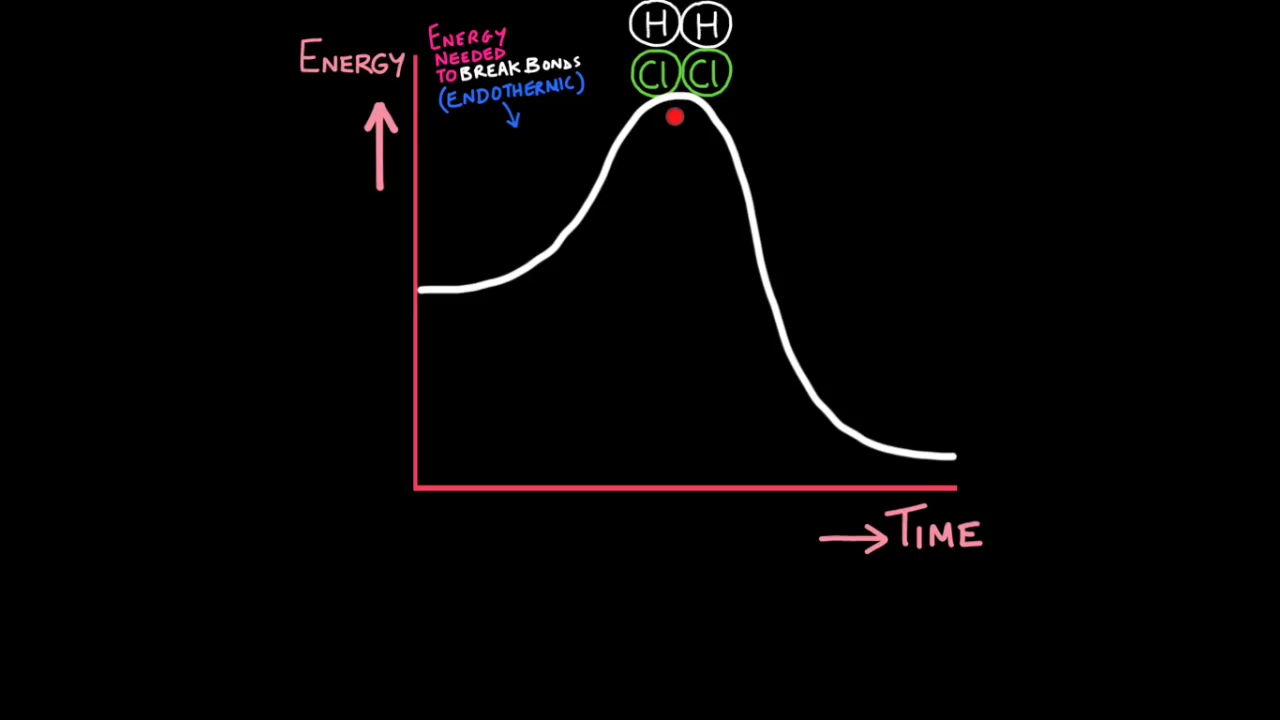 ENERGY
ENERGY
NEEDED
TO BREAK BONDS
(ENDOTHERMIC)
H H
Cl Cl
TIME